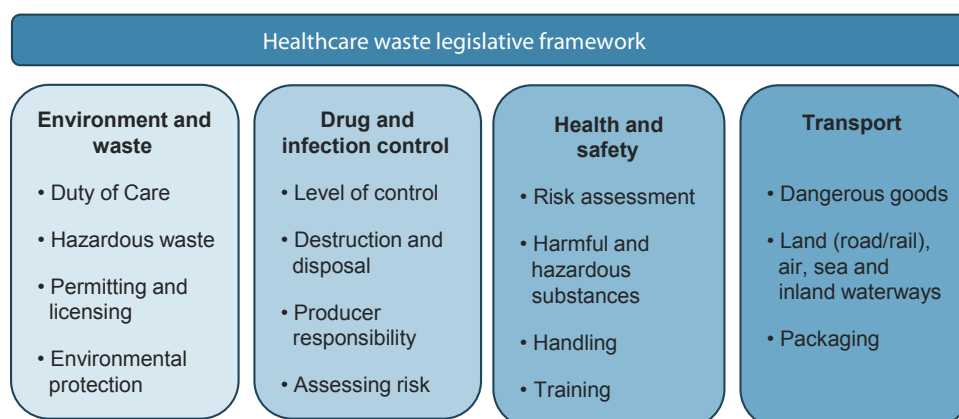 Healthcare waste legislative framework
Environment and
waste
• Duty of Care
• Hazardous waste
• Permitting and
licensing
• Environmental
protection
Drug and
infection control
• Level of control
• Destruction and
disposal
• Producer
responsibility
• Assessing risk
Health and
safety
• Risk assessment
• Harmful and
hazardous
substances
• Handling
• Training
Transport
• Dangerous goods
• Land (road/rail),
air, sea and
inland waterways
• Packaging